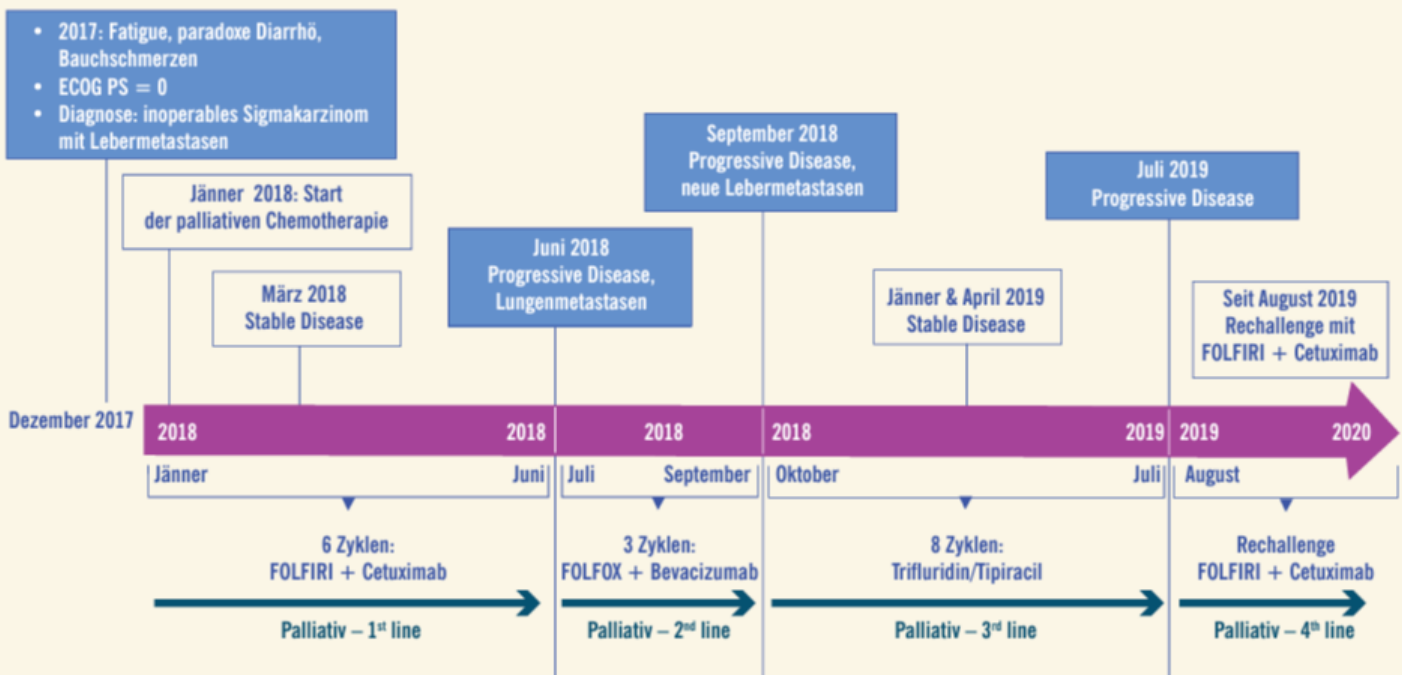 • 2017: Fatigue, paradoxe Diarrhö,
Bauchschmerzen
• ECOG PS = 0
• Diagnose: inoperables Sigmakarzinom
mit Lebermetastasen
Jänner 2018: Start
der palliativen Chemotherapie
März 2018
Stable Disease
Juni 2018
Progressive Disease,
Lungenmetastasen
September 2018
Progressive Disease,
neue Lebermetastasen
Jänner & April 2019
Stable Disease
Juli 2019
Progressive Disease
Seit August 2019
Rechallenge mit
FOLFIRI + Cetuximab
Dezember 2017
2018 2018 2018 2018 2019 2019 2020
Jänner Juni Juli September Oktober Juli August
6 Zyklen:
FOLFIRI + Cetuximab
Palliativ – 1st line
3 Zyklen:
FOLFOX + Bevacizumab
Palliativ – 2nd line
8 Zyklen:
Trifluridin/Tipiracil
Palliativ – 3rd line
Rechallenge
FOLFIRI + Cetuximab
Palliativ – 4th line